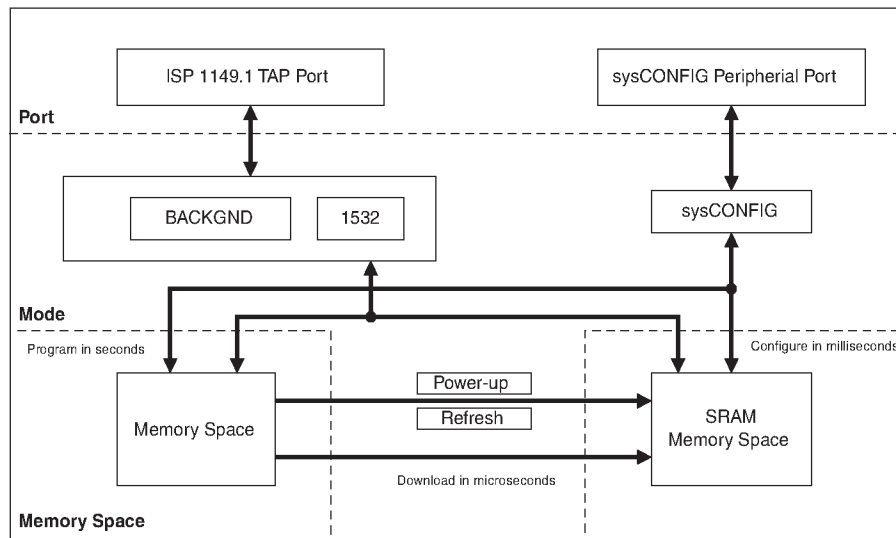 ISP 1149.1 TAP Port
sysCONFIG Peripherial Port
Port
BACKGND
1532
sysCONFIG
Mode
Program in seconds
Configure in milliseconds
Power-up
Refresh
Memory Space
SRAM
Memory Space
Download in microseconds
Memory Space